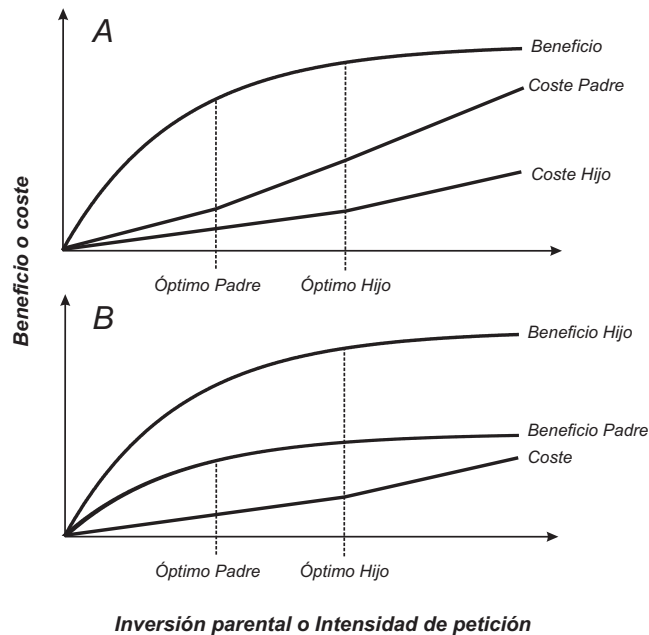 A
Beneficio
Coste Padre
Coste Hijo
Óptimo Padre Óptimo Hijo
Beneficio o coste
B
Beneficio Hijo
Beneficio Padre
Coste
Óptimo Padre Óptimo Hijo
Inversión parental o Intensidad de petición